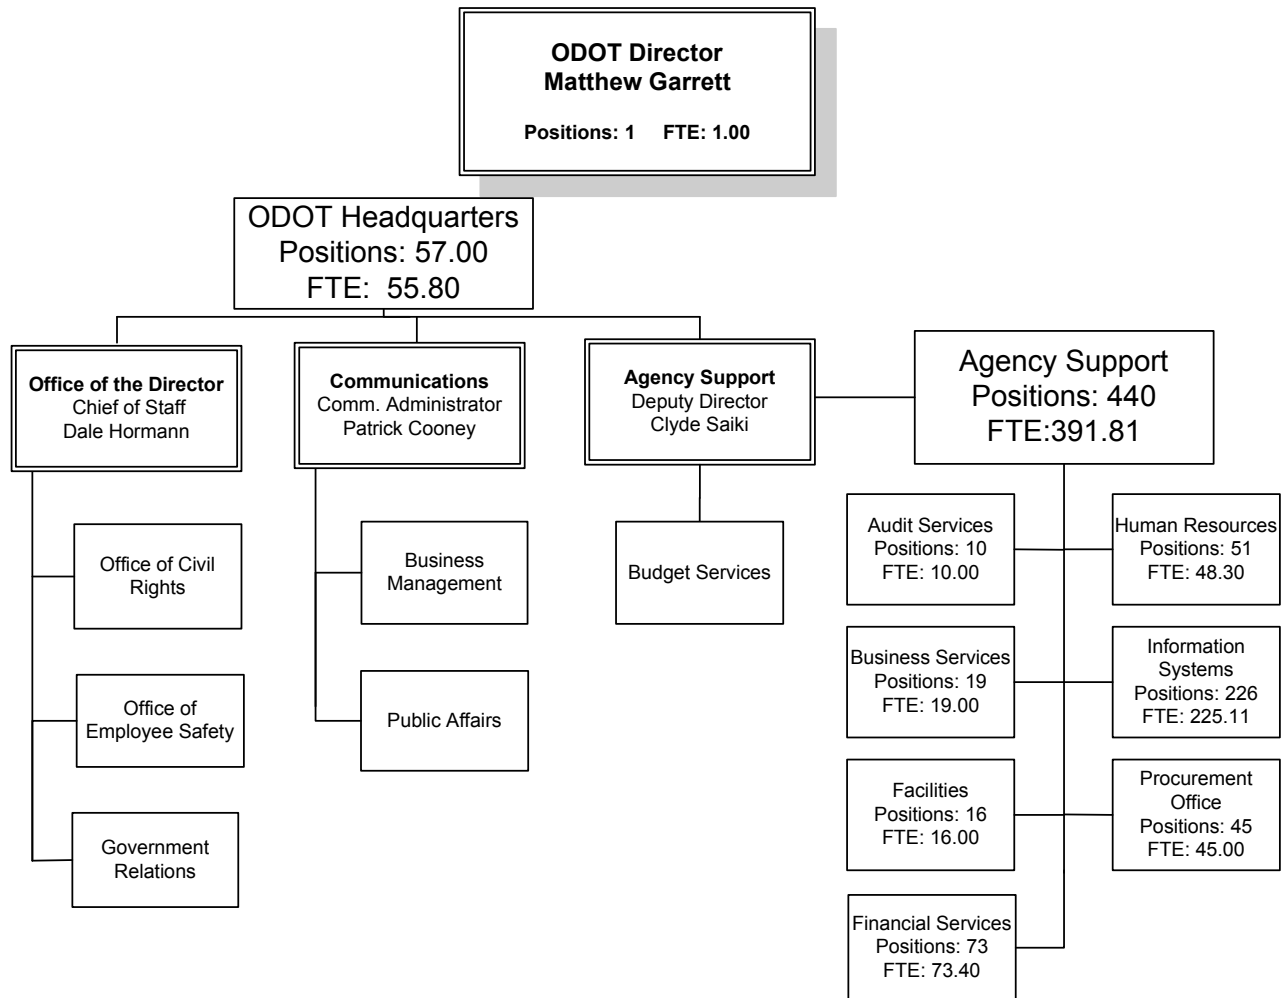 ODOT Director
Matthew Garrett
Positions: 1 FTE: 1.00
ODOT Headquarters
Positions: 57.00
FTE: 55.80
Office of the Director
Chief of Staff
Dale Hormann
Communications
Comm. Administrator
Patrick Cooney
Agency Support
Deputy Director
Clyde Saiki
Agency Support
Positions: 440
FTE:391.81
Office of Civil
Rights
Office of
Employee Safety
Government
Relations
Business
Management
Public Affairs
Budget Services
Audit Services
Positions: 10
FTE: 10.00
Human Resources
Positions: 51
FTE: 48.30
Business Services
Positions: 19
FTE: 19.00
Information
Systems
Positions: 226
FTE: 225.11
Facilities
Positions: 16
FTE: 16.00
Procurement
Office
Positions: 45
FTE: 45.00
Financial Services
Positions: 73
FTE: 73.40